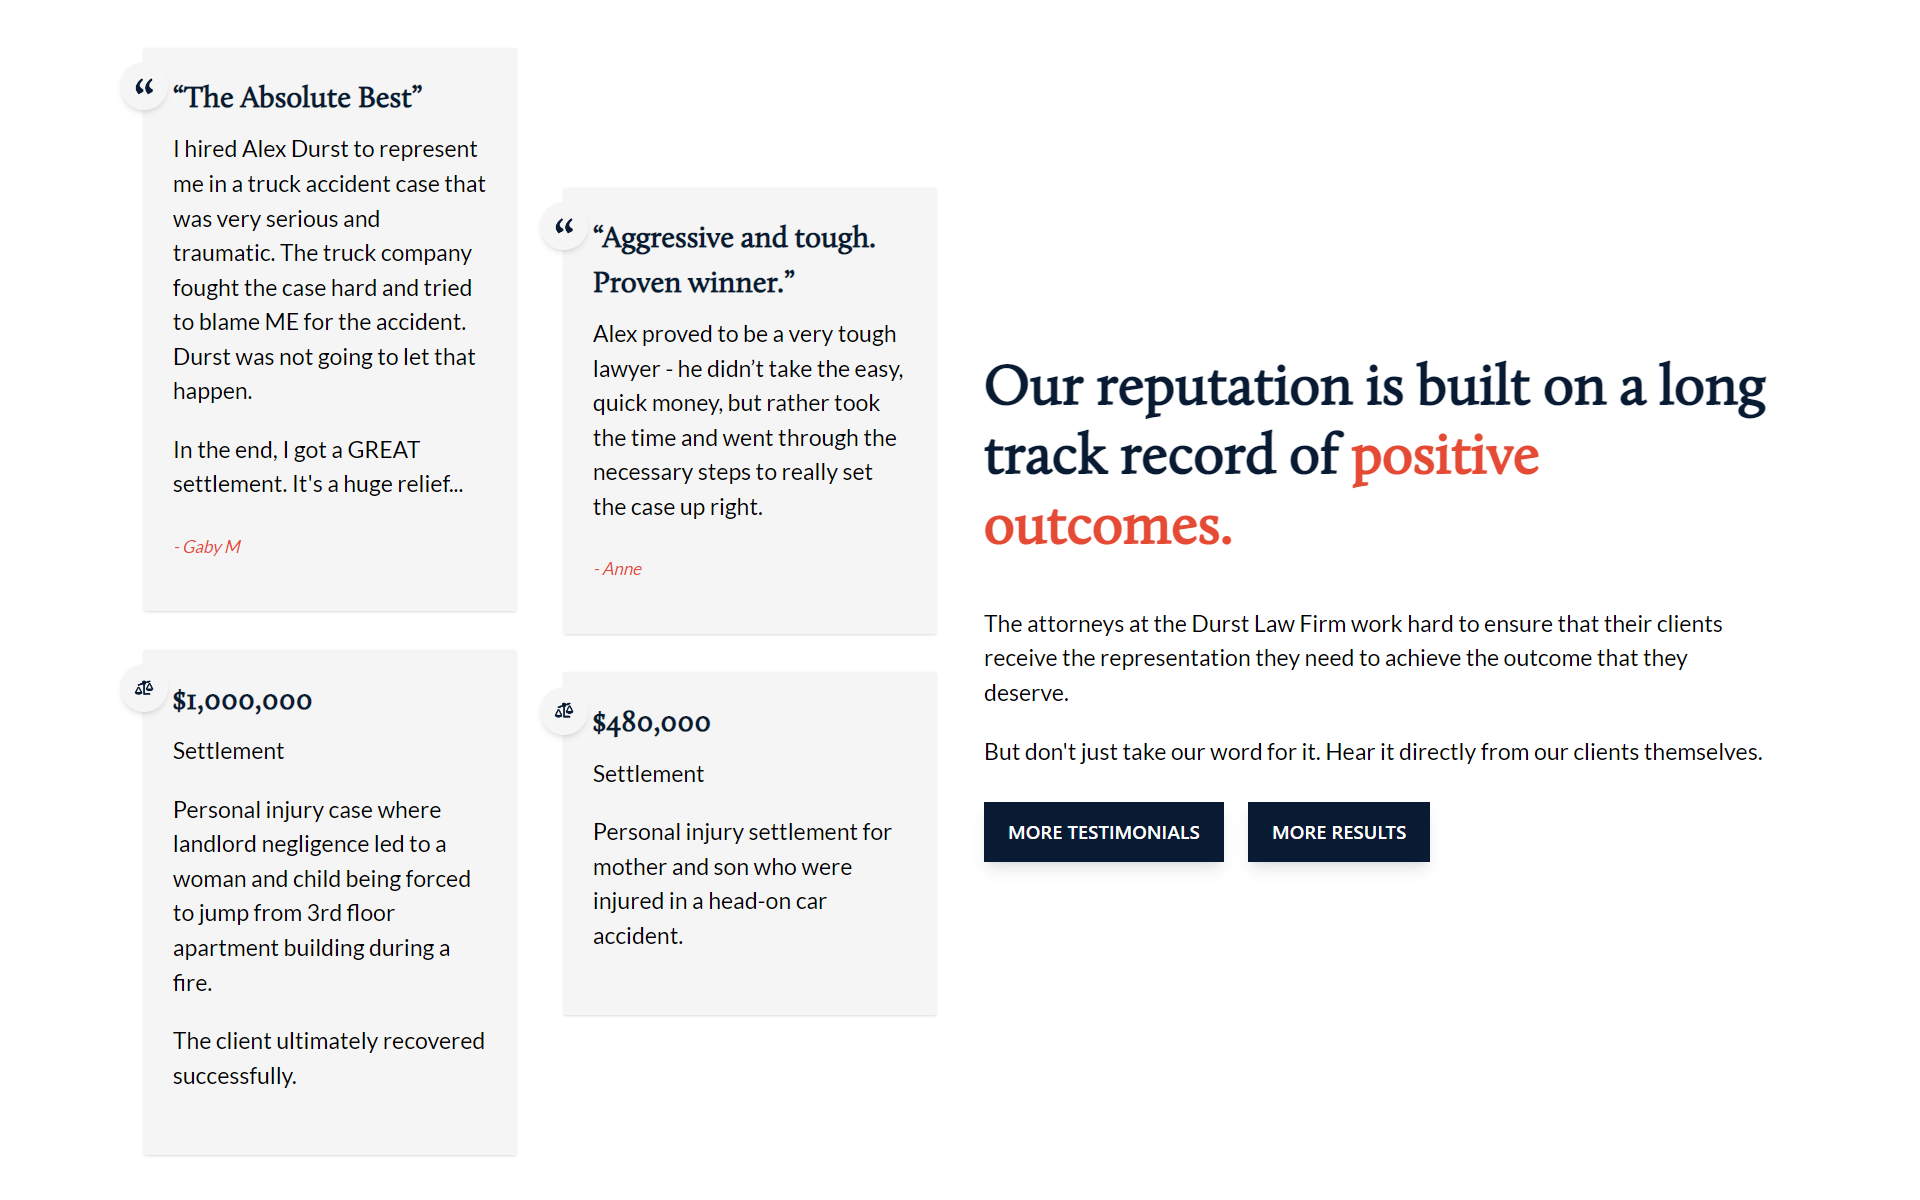 “The Absolute Best”
I hired Alex Durst to represent
me in a truck accident case that
was very serious and
traumatic. The truck company
fought the case hard and tried
to blame ME for the accident.
Durst was not going to let that
happen.
In the end, I got a GREAT
settlement. It's a huge relief...
- Gaby M
$1,000,000
Settlement
Personal injury case where
landlord negligence led to a
woman and child being forced
to jump from 3rd floor
apartment building during a
fire.
The client ultimately recovered
successfully.
“Aggressive and tough.
Proven winner.”
Alex proved to be a very tough
lawyer - he didn’t take the easy,
quick money, but rather took
the time and went through the
necessary steps to really set
the case up right.
- Anne
$480,000
Settlement
Personal injury settlement for
mother and son who were
injured in a head-on car
accident.
Our reputation is built on a long
track record of positive
outcomes.
The attorneys at the Durst Law Firm work hard to ensure that their clients
receive the representation they need to achieve the outcome that they
deserve.
But don't just take our word for it. Hear it directly from our clients themselves.
MORE TESTIMONIALS
MORE RESULTS